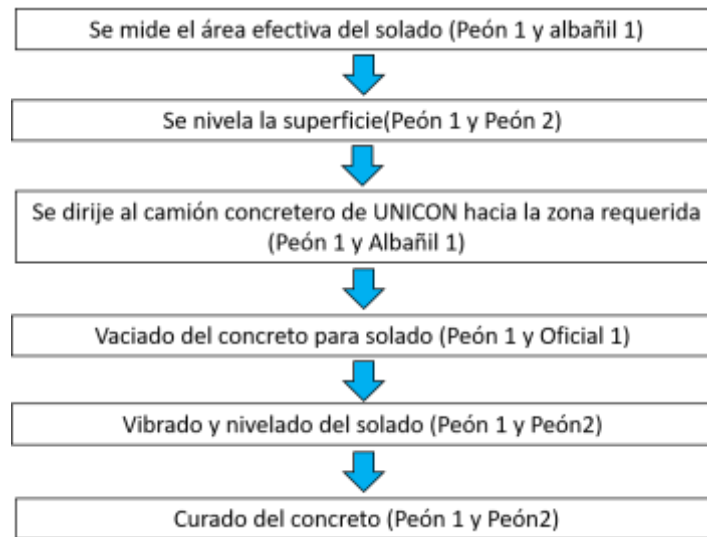 Se mide el área efectiva del solado (Peón 1 y albañil 1)
Se nivela la superficie(Peón 1 y Peón 2)
Se dirije al camión concretero de UNICON hacia la zona requerida
(Peón 1 y Albañil 1)
Vaciado del concreto para solado (Peón 1 y Oficial 1)
Vibrado y nivelado del solado (Peón 1 y Peón2)
Curado del concreto (Peón 1 y Peón2)